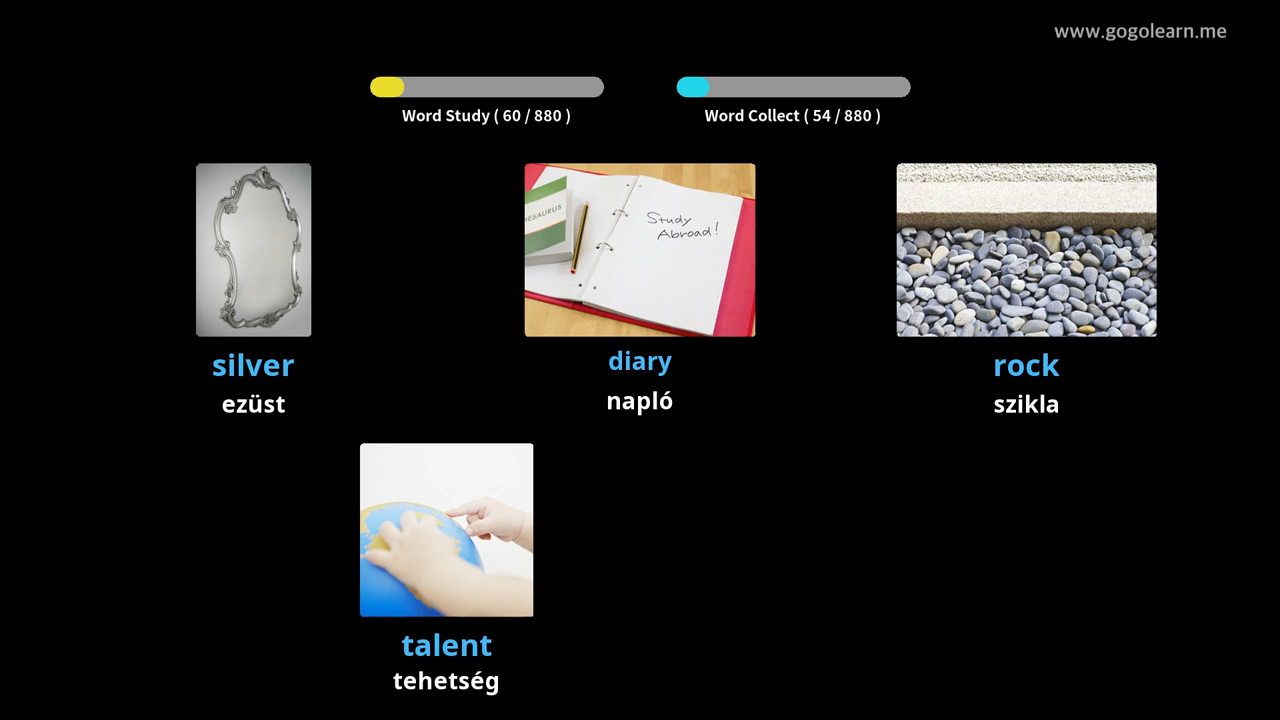 www.gogolearn.me
Word Study ( 60 / 880 )
Word Collect ( 54 / 880 )
HESAURUS
Study
Abroad!
silver
ezüst
diary
napló
rock
szikla
talent
tehetség